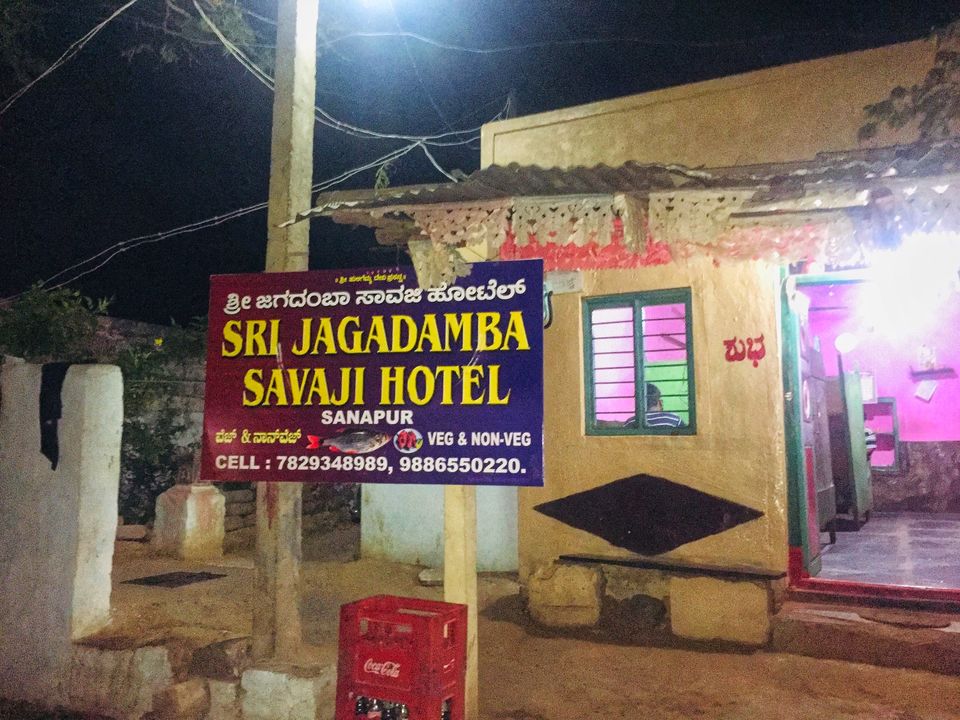 ಶ್ರೀ ಜಗದಂಬಾ ಸಾವಜಿ ಹೋಟೆಲ್
SRI JAGADAMBA
SAVAJI HOTEL
SANAPUR
ವೆಜ್ & ನಾನ್‌ವೆಜ್ VEG & NON-VEG
CELL : 7829348989, 9886550220.
ಶುಭ
Coca-Cola